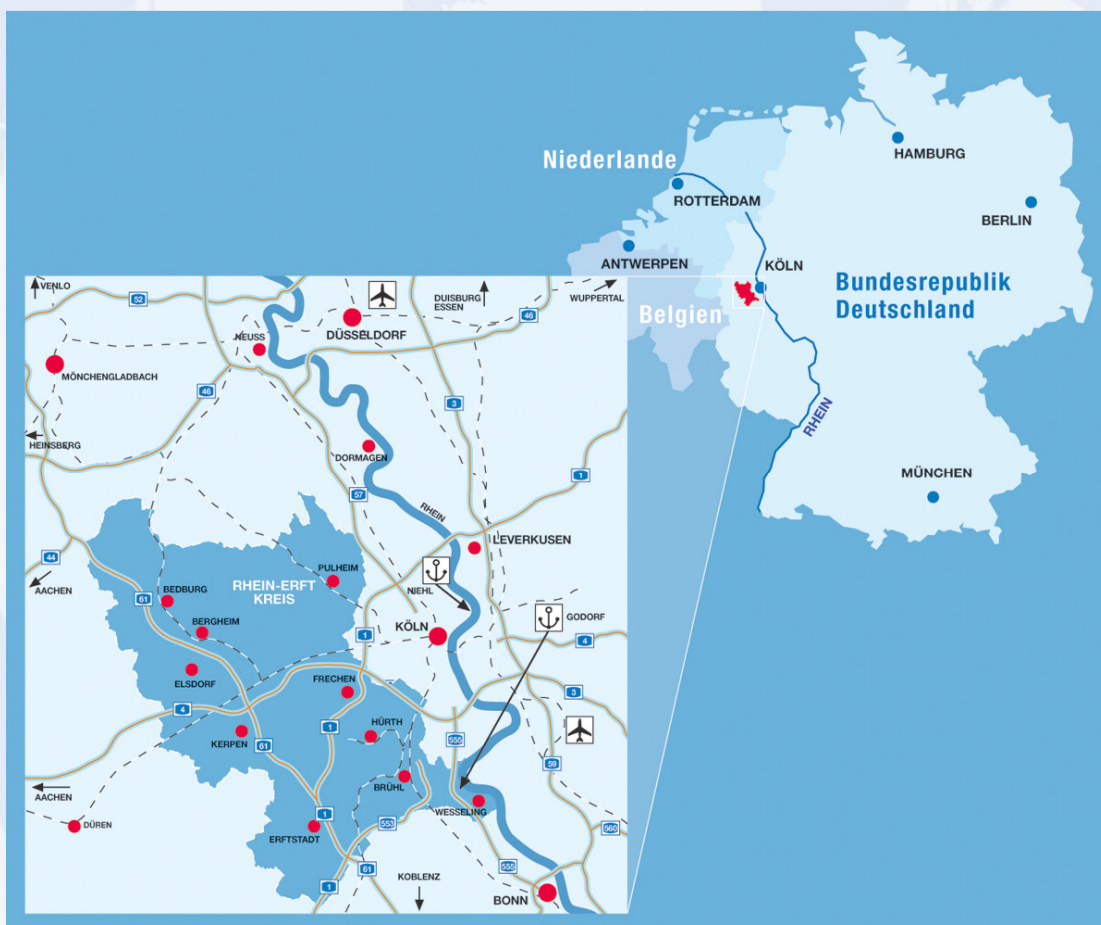 Niederlande
HAMBURG
ROTTERDAM
BERLIN
ANTWERPEN
KÖLN
Bundesrepublik
Deutschland
Belgien
RHEIN
MÜNCHEN
VENLO
52
DUISBURG
ESSEN
WUPPERTAL
46
NEUSS
DÜSSELDORF
MÖNCHENGLADBACH
46
3
HEINSBERG
DORMAGEN
1
57
RHEIN
LEVERKUSEN
44
AACHEN
PULHEIM
RHEIN-ERFT
KREIS
NIEHL
BEDBURG
61
BERGHEIM
GODORF
KÖLN
1
4
ELSDORF
FRECHEN
3
4
HÜRTH
1
KERPEN
61
555
59
BRÜHL
AACHEN
WESSELING
DÜREN
1
553
560
ERFTSTADT
61
555
KOBLENZ
1
BONN